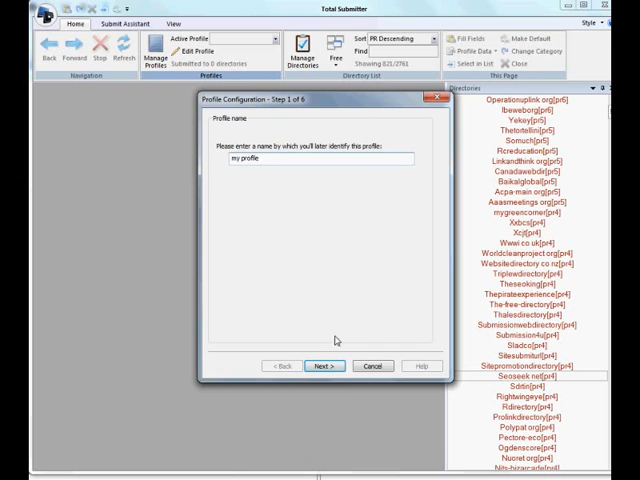 Total Submitter
Home Submit Assistant View Style
Back Forward Stop Refresh
Navigation
Manage Profiles
Active Profile
Edit Profile
Submitted to 0 directories
Profiles
Manage Directories
Free
Sort PR Descending
Find
Showing 821/2761
Directory List
Fill Fields
Profile Data
Select in List
Make Default
Change Category
Close
This Page
Profile Configuration - Step 1 of 6
Profile name
Please enter a name by which you'll later identify this profile:
my profile
< Back Next > Cancel Help
Directories
Operationuplink org[pr6]
Ibeweborg[pr6]
Yekey[pr5]
Thetortellini[pr5]
Somuch[pr5]
Rcreducation[pr5]
Linkandthink org[pr5]
Canadawebdir[pr5]
Baikalglobal[pr5]
Acpa-main org[pr5]
Aaasmeetings org[pr5]
mygreencorner[pr4]
Xxbcs[pr4]
Xcjt[pr4]
Wwwi co uk[pr4]
Worldcleanproject org[pr4]
Websitedirectory co nz[pr4]
Triplewdirectory[pr4]
Theseoking[pr4]
Thepirateexperience[pr4]
The-free-directory[pr4]
Thalesdirectory[pr4]
Submissionwebdirectory[pr4]
Submission4u[pr4]
Sladco[pr4]
Sitesubmiturl[pr4]
Sitepromotiondirectory[pr4]
Seoseek net[pr4]
Sditin[pr4]
Rightwingeye[pr4]
Rdirectory[pr4]
Prolinkdirectory[pr4]
Polypat org[pr4]
Pectore-eco[pr4]
Ogdenscore[pr4]
Nuoret org[pr4]
Nits-bizarcade[pr4]